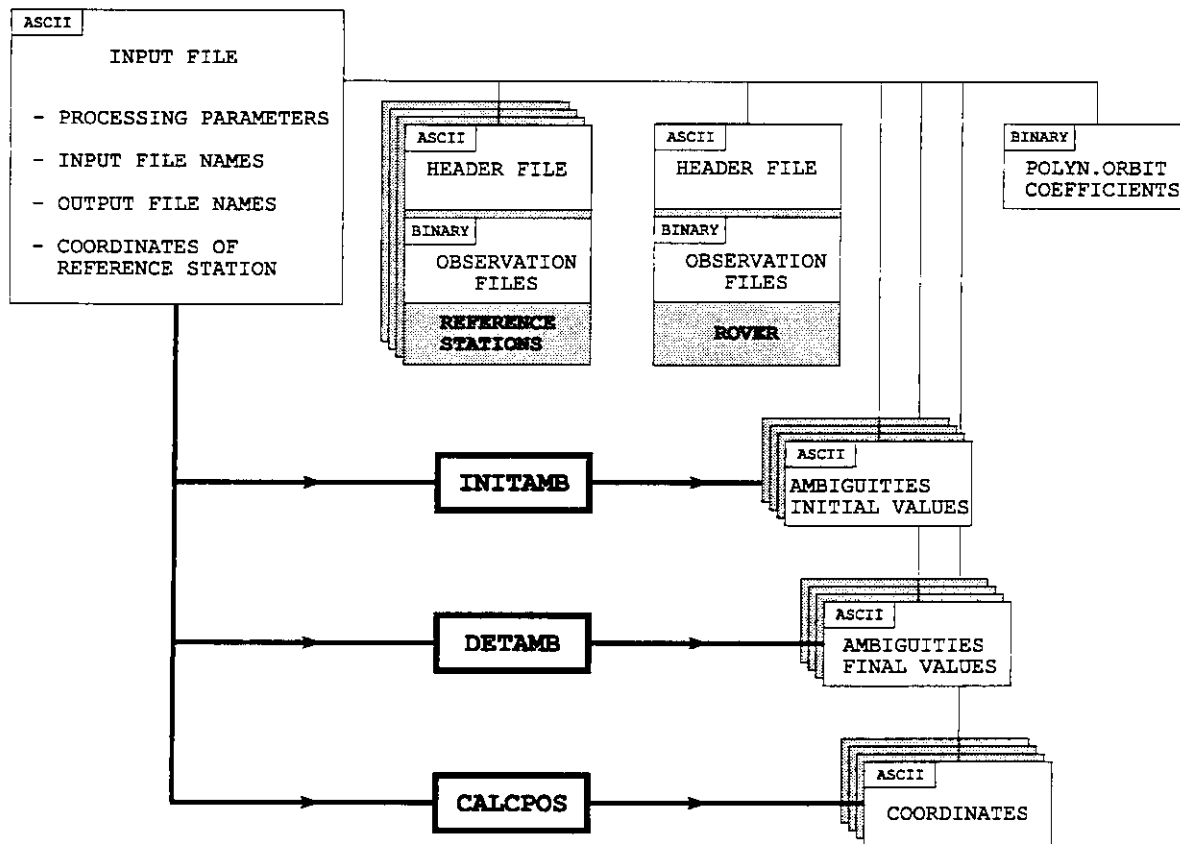 ASCII
INPUT FILE
- PROCESSING PARAMETERS
- INPUT FILE NAMES
- OUTPUT FILE NAMES
- COORDINATES OF
REFERENCE STATION
ASCII
HEADER FILE
BINARY
OBSERVATION
FILES
REFERENCE
STATIONS
ASCII
HEADER FILE
BINARY
OBSERVATION
FILES
ROVER
BINARY
POLYN.ORBIT
COEFFICIENTS
INITAMB
ASCII
AMBIGUITIES
INITIAL VALUES
DETAMB
ASCII
AMBIGUITIES
FINAL VALUES
CALCPOS
ASCII
COORDINATES